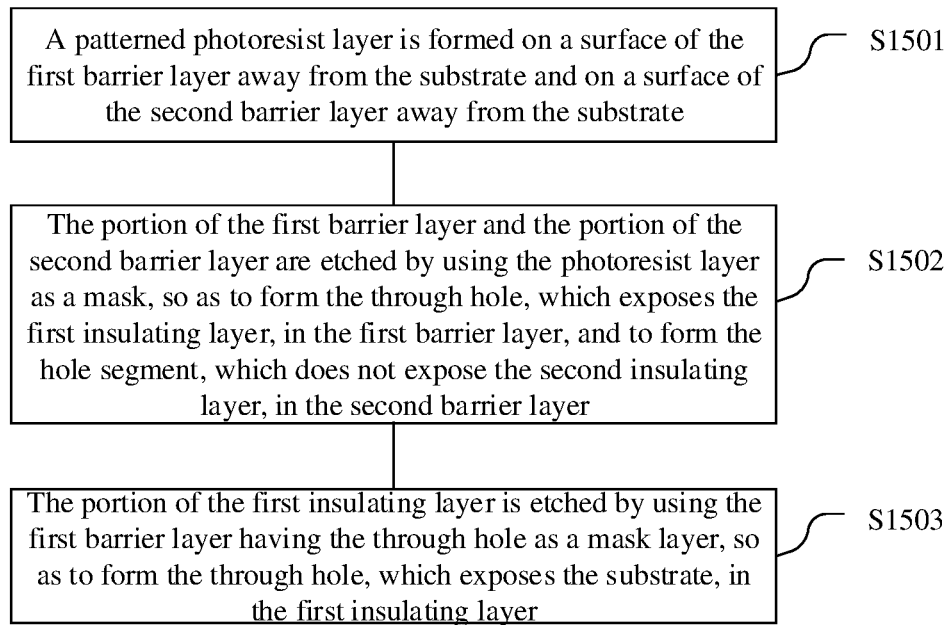 A patterned photoresist layer is formed on a surface of the
first barrier layer away from the substrate and on a surface of
the second barrier layer away from the substrate
S1501
The portion of the first barrier layer and the portion of the
second barrier layer are etched by using the photoresist layer
as a mask, so as to form the through hole, which exposes the
first insulating layer, in the first barrier layer, and to form the
hole segment, which does not expose the second insulating
layer, in the second barrier layer
S1502
The portion of the first insulating layer is etched by using the
first barrier layer having the through hole as a mask layer, so
as to form the through hole, which exposes the substrate, in
the first insulating layer
S1503